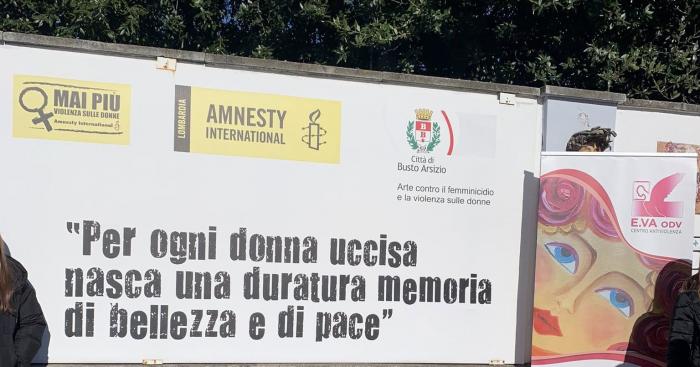 MAI PIÙ
VIOLENZA SULLE DONNE
Amnesty International
LOMBARDIA
AMNESTY
INTERNATIONAL
Città di
Busto Arsizio
Arte contro il femminicidio
e la violenza sulle donne
"Per ogni donna uccisa
nasca una duratura memoria
di bellezza e di pace"
E.VA ODV
CENTRO ANTIVIOLENZA